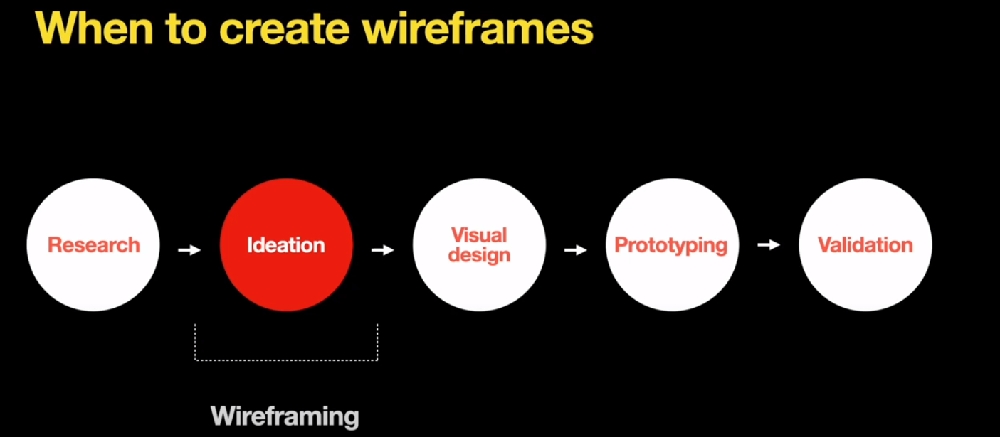 When to create wireframes
Research
Ideation
Visual
design
Prototyping
Validation
Wireframing